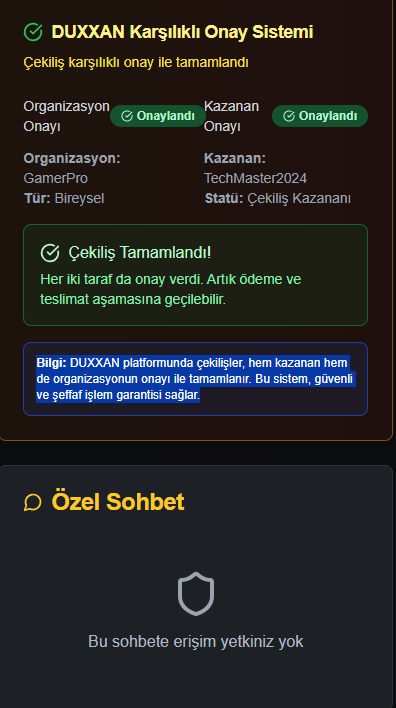 DUXXAN Karşılıklı Onay Sistemi
Çekiliş karşılıklı onay ile tamamlandı
Organizasyon Onayı
Onaylandı
Kazanan Onayı
Onaylandı
Organizasyon:
GamerPro
Tür: Bireysel
Kazanan:
TechMaster2024
Statü: Çekiliş Kazananı
Çekiliş Tamamlandı!
Her iki taraf da onay verdi. Artık ödeme ve
teslimat aşamasına geçilebilir.
Bilgi: DUXXAN platformunda çekilişler, hem kazanan hem
de organizasyonun onayı ile tamamlanır. Bu sistem, güvenli
ve şeffaf işlem garantisi sağlar.
Özel Sohbet
Bu sohbete erişim yetkiniz yok